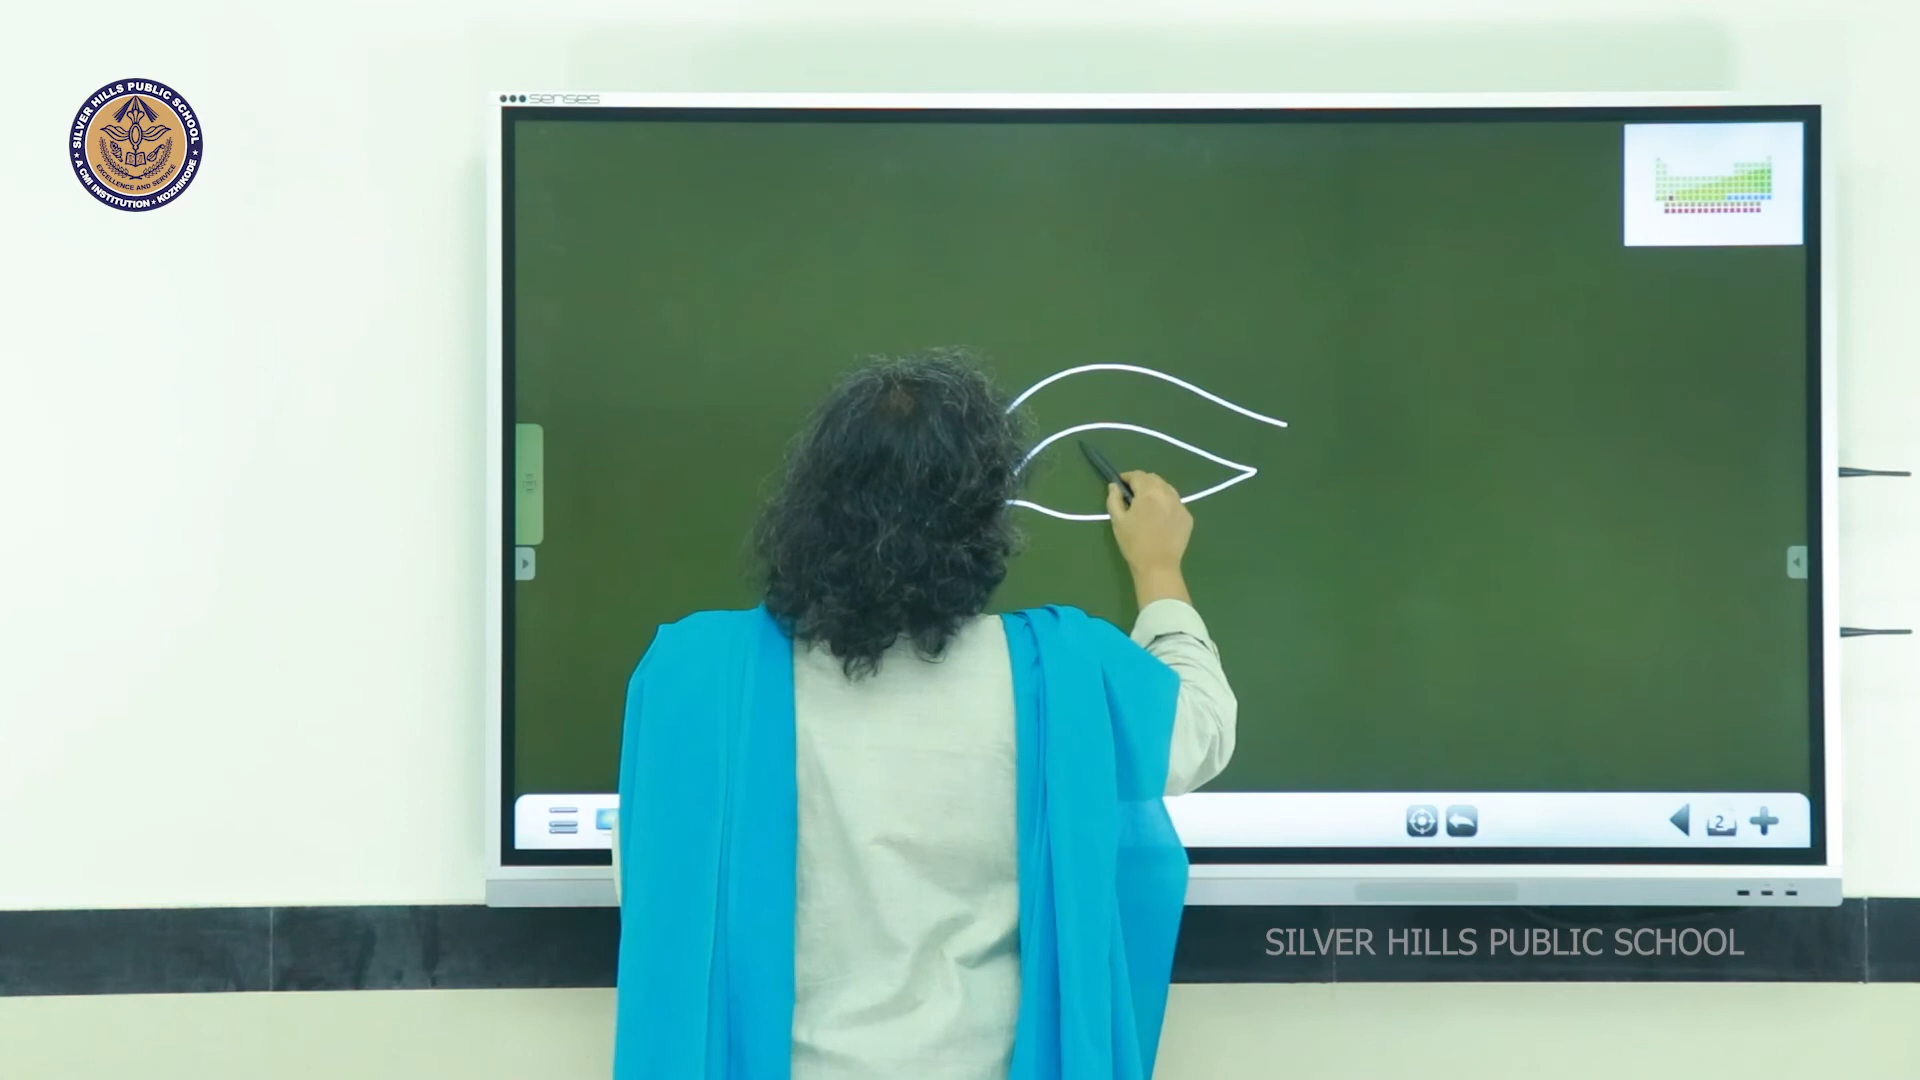 SILVER HILLS PUBLIC SCHOOL
EXCELLENCE AND SERVICE
★ A CMI INSTITUTION ★ KOZHIKODE ★
senses
2
SILVER HILLS PUBLIC SCHOOL